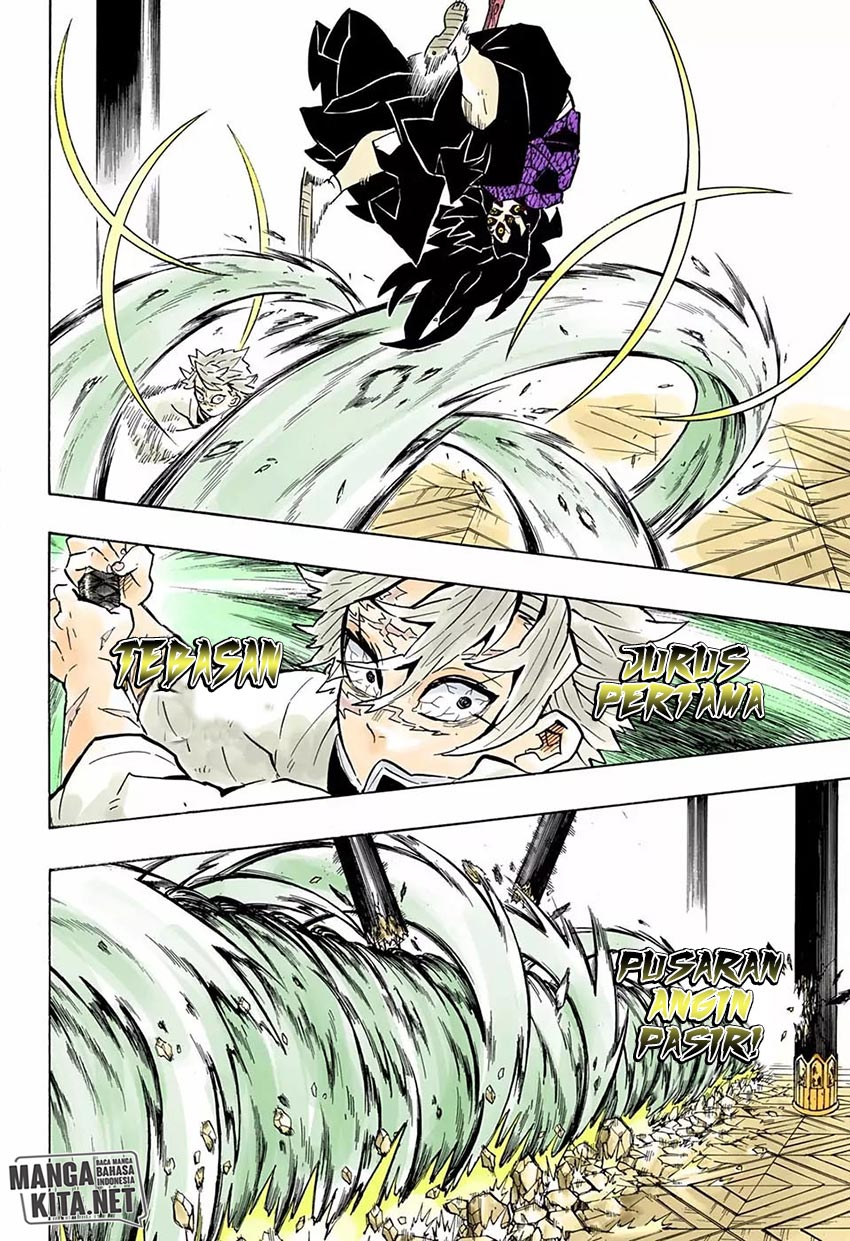 JURUS
PERTAMA
TEBASAN
PUSARAN
ANGIN
PASIR!
MANGA
KITA.NET
BACA MANGA
BAHASA
INDONESIA